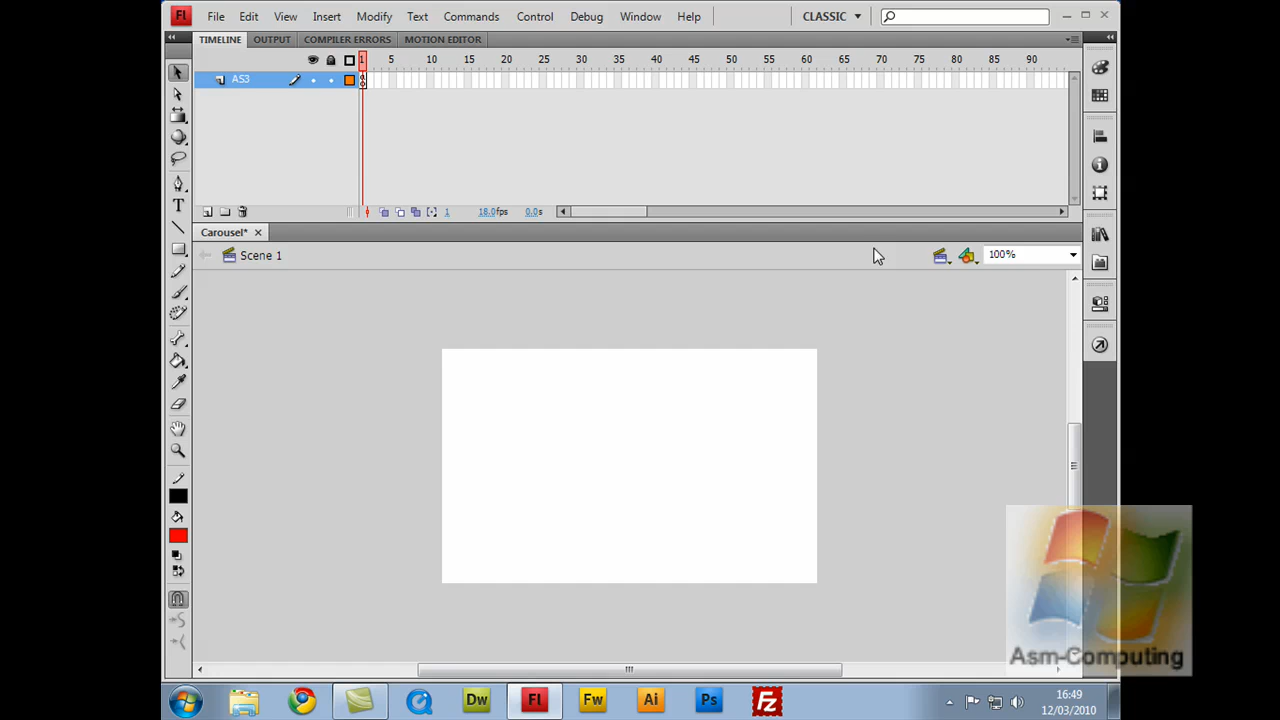 Fl File Edit View Insert Modify Text Commands Control Debug Window Help CLASSIC
TIMELINE OUTPUT COMPILER ERRORS MOTION EDITOR
1 5 10 15 20 25 30 35 40 45 50 55 60 65 70 75 80 85 90
AS3
1 18.0fps 0.0s
Carousel*
Scene 1 100%
T
Asm-Computing
Dw Fl Fw Ai Ps Fz
16:49
12/03/2010